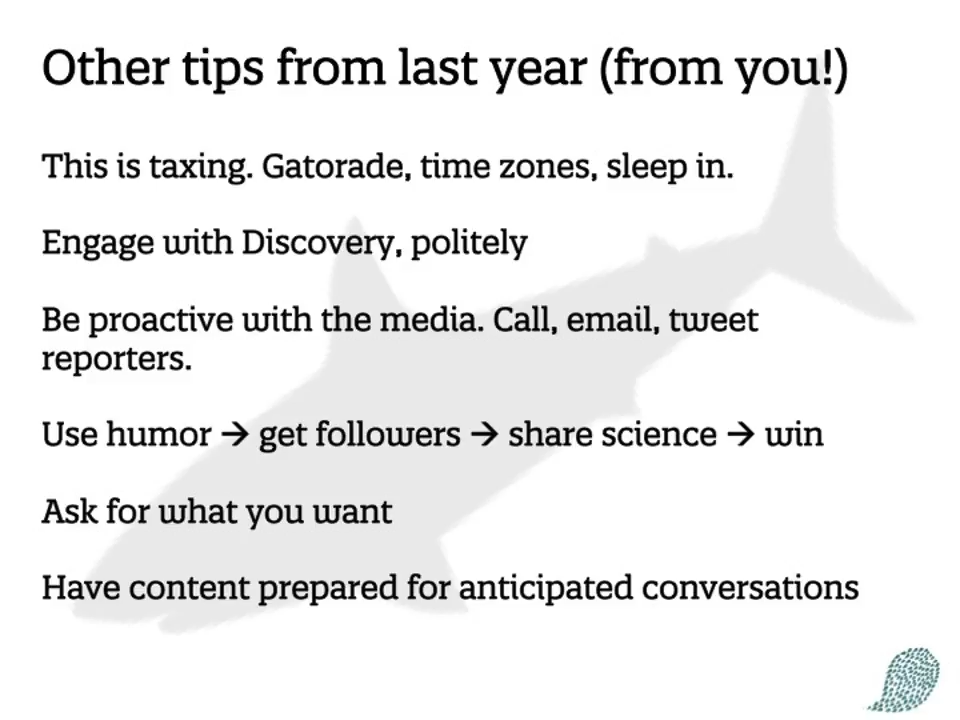 Other tips from last year (from you!)
This is taxing. Gatorade, time zones, sleep in.
Engage with Discovery, politely
Be proactive with the media. Call, email, tweet
reporters.
Use humor → get followers → share science → win
Ask for what you want
Have content prepared for anticipated conversations